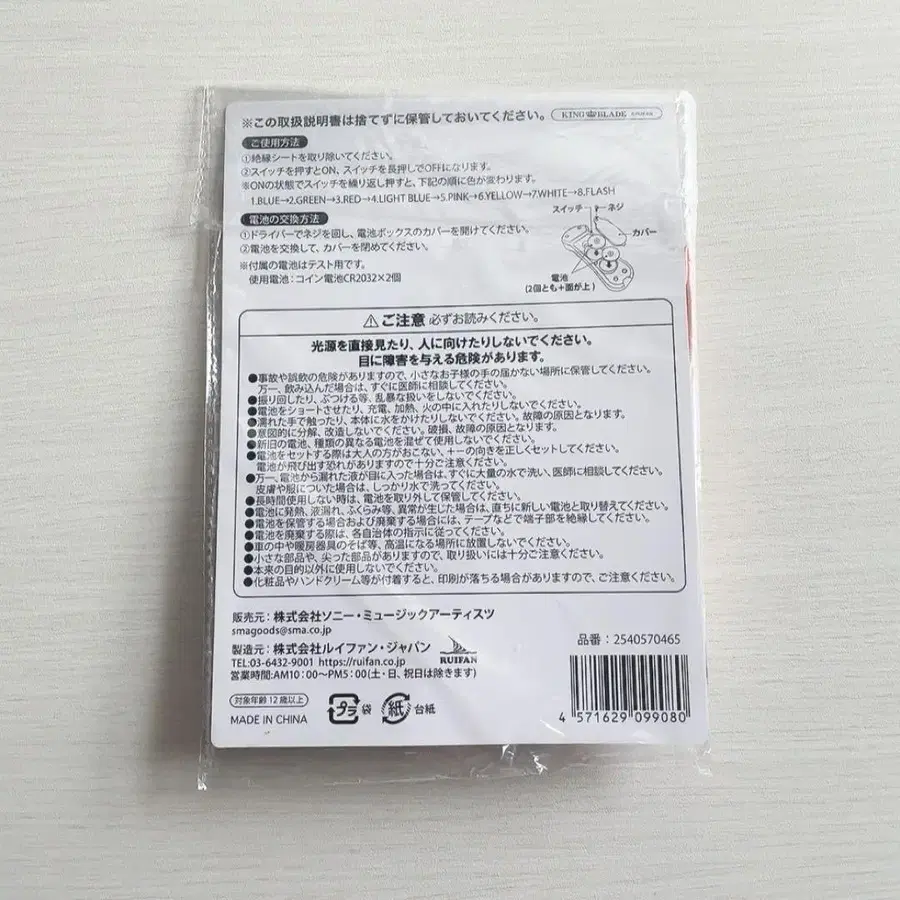 ※この取扱説明書は捨てずに保管しておいてください。
KING BLADE
ご使用方法
①絶縁シートを取り除いてください。
②スイッチを押すとON、スイッチを長押しでOFFになります。
※ONの状態でスイッチを繰り返し押すと、下記の順に色が変わります。
1.BLUE→2.GREEN→3.RED→4.LIGHT BLUE→5.PINK→6.YELLOW→7.WHITE→8.FLASH
電池の交換方法
①ドライバーでネジを回し、電池ボックスのカバーを開けてください。
②電池を交換して、カバーを閉めてください。
※付属の電池はテスト用です。
使用電池：コイン電池CR2032×2個
スイッチ
ネジ
カバー
電池
(2個とも+面が上)
⚠ご注意 必ずお読みください。
光源を直接見たり、人に向けたりしないでください。
目に障害を与える危険があります。
●事故や誤飲の危険がありますので、小さなお子様の手の届かない場所に保管してください。
万一、飲み込んだ場合は、すぐに医師に相談してください。
●振り回したり、ぶつける等、乱暴な扱いをしないでください。
●電池をショートさせたり、充電、加熱、火の中に入れたりしないでください。
●濡れた手で触ったり、本体に水をかけたりしないでください。故障の原因となります。
●意図的に分解、改造しないでください。破損、故障の原因となります。
●新旧の電池、種類の異なる電池を混ぜて使用しないでください。
●電池をセットする際は大人の方がおこない、+−の向きを正しくセットしてください。
電池が飛び出す恐れがありますので十分ご注意ください。
●万一、電池から漏れた液が目に入った場合は、すぐに大量の水で洗い、医師に相談してください。
皮膚や服についた場合は、しっかり水で洗ってください。
●長時間使用しない時は、電池を取り外して保管してください。
●電池に発熱、液漏れ、ふくらみ等、異常が生じた場合は、直ちに新しい電池と取り替えてください。
●電池を保管する場合および廃棄する場合には、テープなどで端子部を絶縁してください。
●電池を廃棄する際は、各自治体の指示に従ってください。
●車の中や暖房器具のそば等、高温になる場所に放置しないでください。
●小さな部品や、尖った部品がありますので、取り扱いには十分ご注意ください。
●本来の目的以外に使用しないでください。
●化粧品やハンドクリーム等が付着すると、印刷が落ちる場合がありますので、ご注意ください。
販売元：株式会社ソニー・ミュージックアーティスツ
smagoods@sma.co.jp
製造元：株式会社ルイファン・ジャパン
RUIFAN
TEL:03-6432-9001 https://ruifan.co.jp
営業時間:AM10：00〜PM5：00(土・日、祝日は除きます)
対象年齢12歳以上
MADE IN CHINA
プラ 袋
紙 台紙
品番：2540570465
4 571629 099080